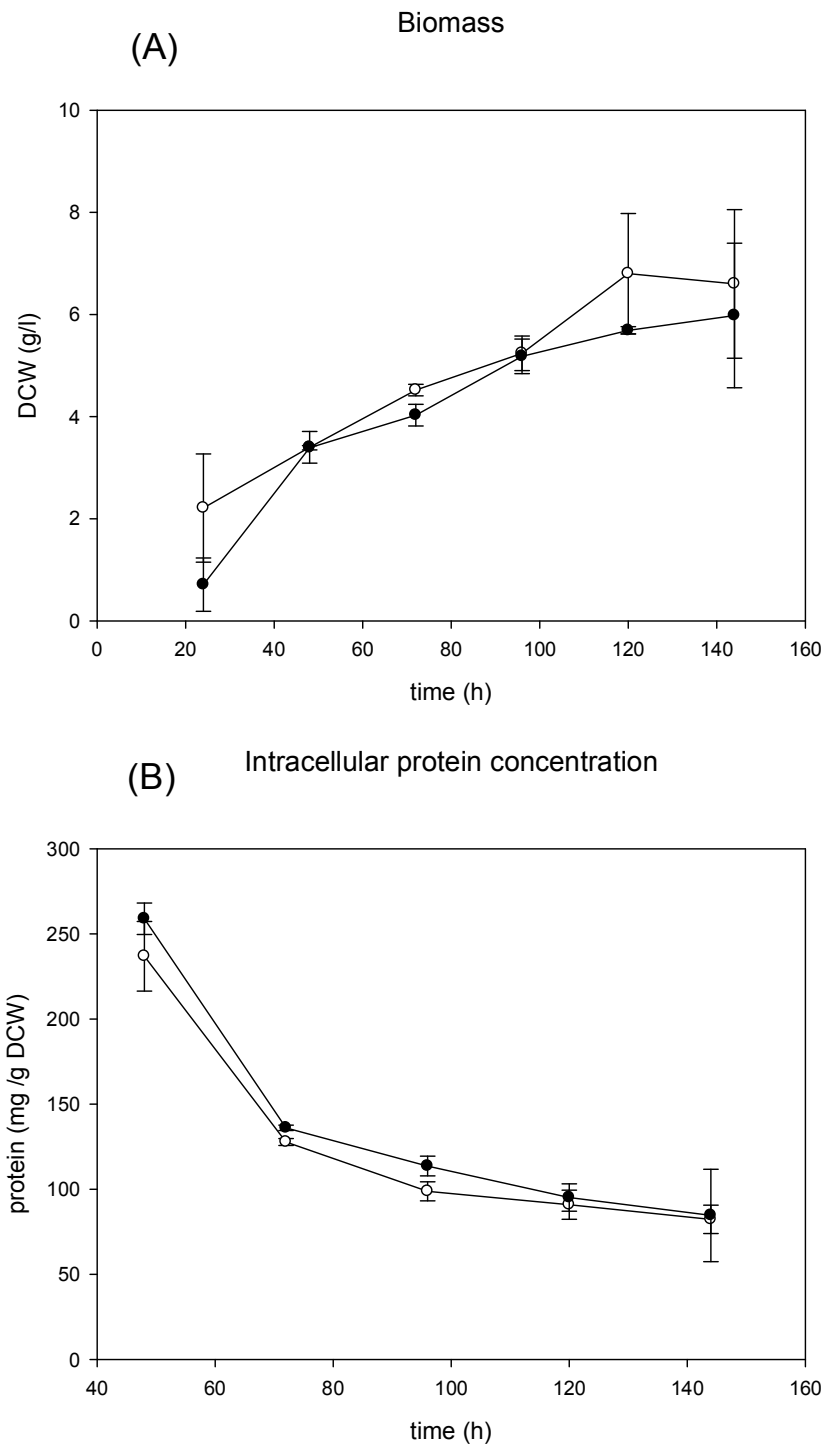 Biomass
(A)
10
8
6
4
2
0
DCW (g/l)
0 20 40 60 80 100 120 140 160
time (h)
Intracellular protein concentration
(B)
300
250
200
150
100
50
0
protein (mg /g DCW)
40 60 80 100 120 140 160
time (h)